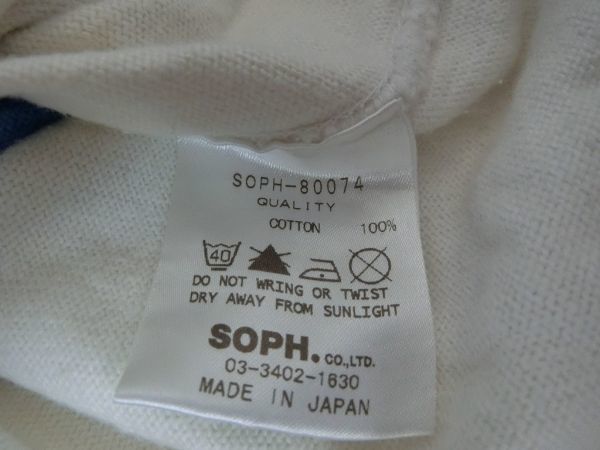 SOPH-80074
QUALITY
COTTON 100%
40
DO NOT WRING OR TWIST
DRY AWAY FROM SUNLIGHT
SOPH. CO.,LTD.
03-3402-1630
MADE IN JAPAN